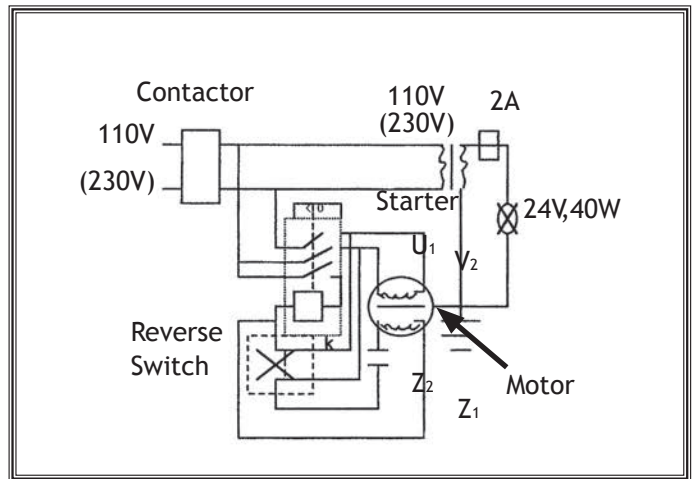 Contactor
110V
(230V)
2A
110V
(230V)
Starter
24V,40W
U1
V2
Reverse
Switch
k
Z2
Z1
Motor